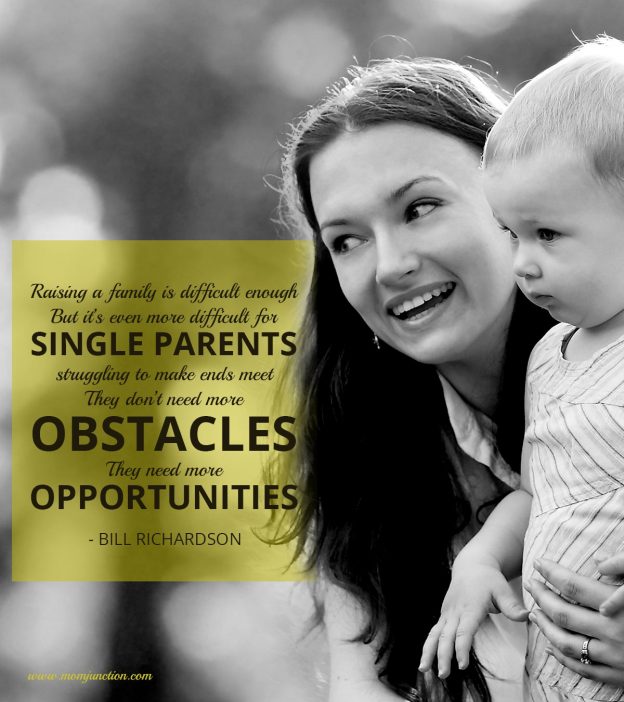 Raising a family is difficult enough
But it's even more difficult for
SINGLE PARENTS
struggling to make ends meet
They don't need more
OBSTACLES
They need more
OPPORTUNITIES
- BILL RICHARDSON
www.momjunction.com